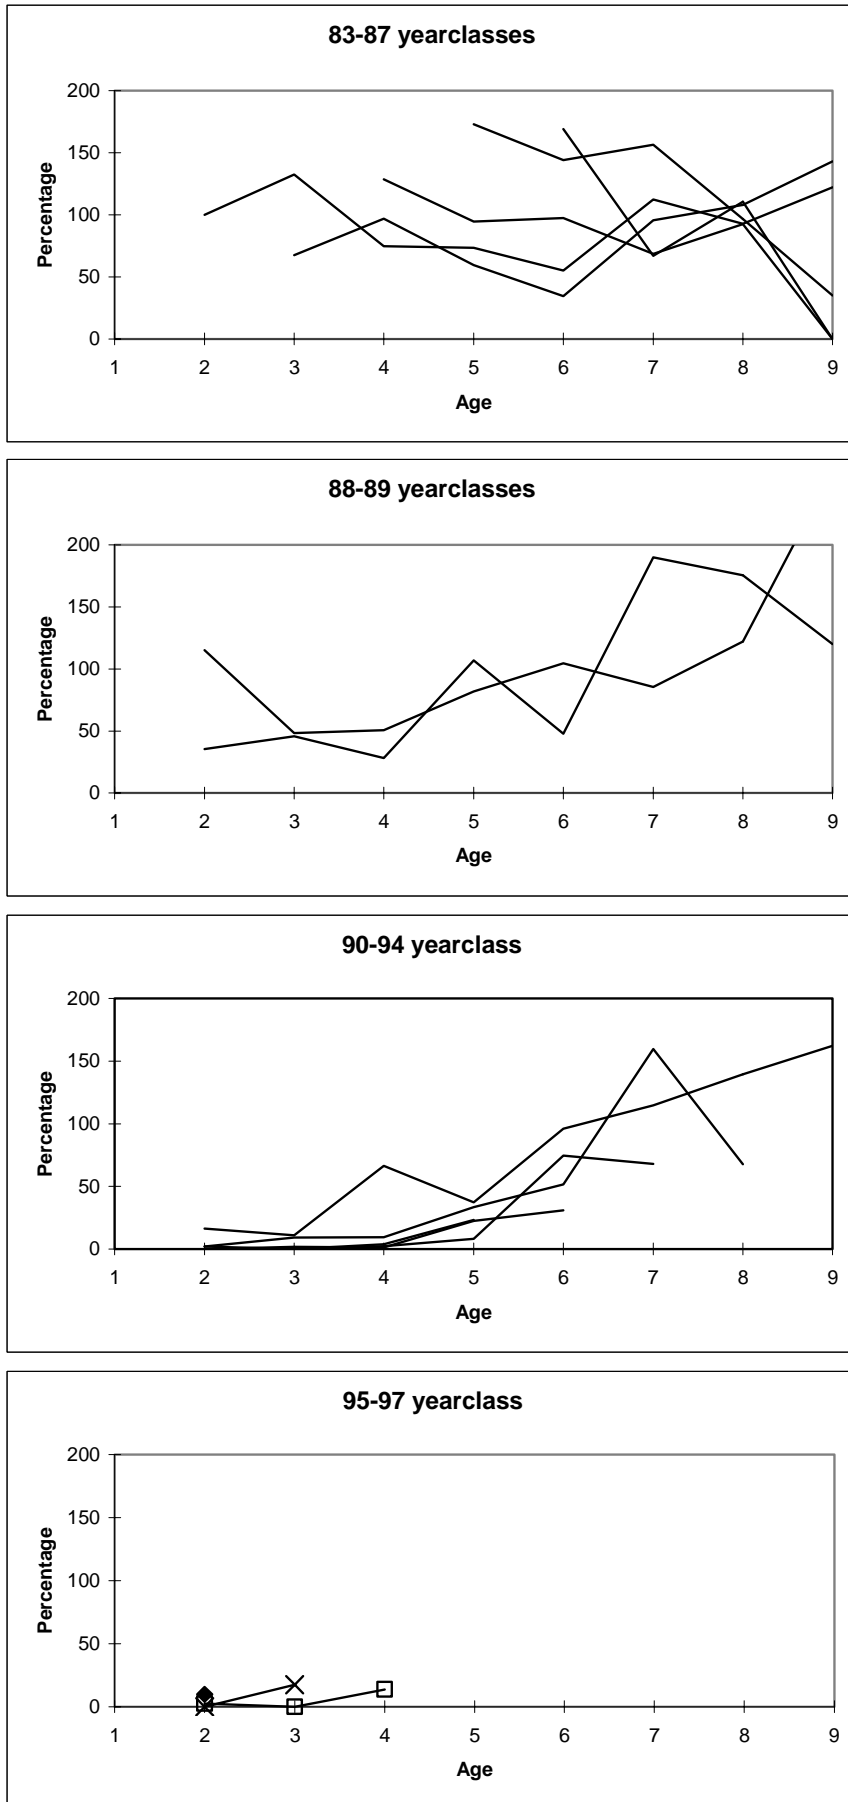 83-87 yearclasses
200
150
100
50
0
Percentage
1 2 3 4 5 6 7 8 9
Age
88-89 yearclasses
200
150
100
50
0
Percentage
1 2 3 4 5 6 7 8 9
Age
90-94 yearclass
200
150
100
50
0
Percentage
1 2 3 4 5 6 7 8 9
Age
95-97 yearclass
200
150
100
50
0
Percentage
1 2 3 4 5 6 7 8 9
Age